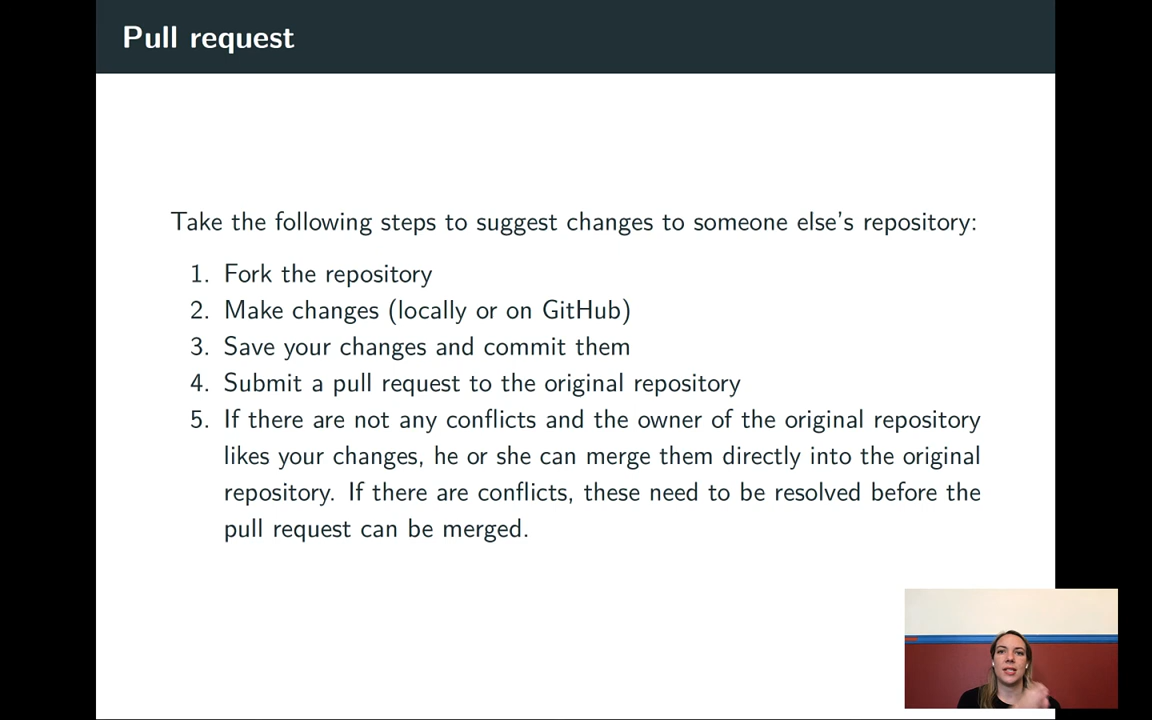 Pull request
Take the following steps to suggest changes to someone else's repository:
1. Fork the repository
2. Make changes (locally or on GitHub)
3. Save your changes and commit them
4. Submit a pull request to the original repository
5. If there are not any conflicts and the owner of the original repository
likes your changes, he or she can merge them directly into the original
repository. If there are conflicts, these need to be resolved before the
pull request can be merged.